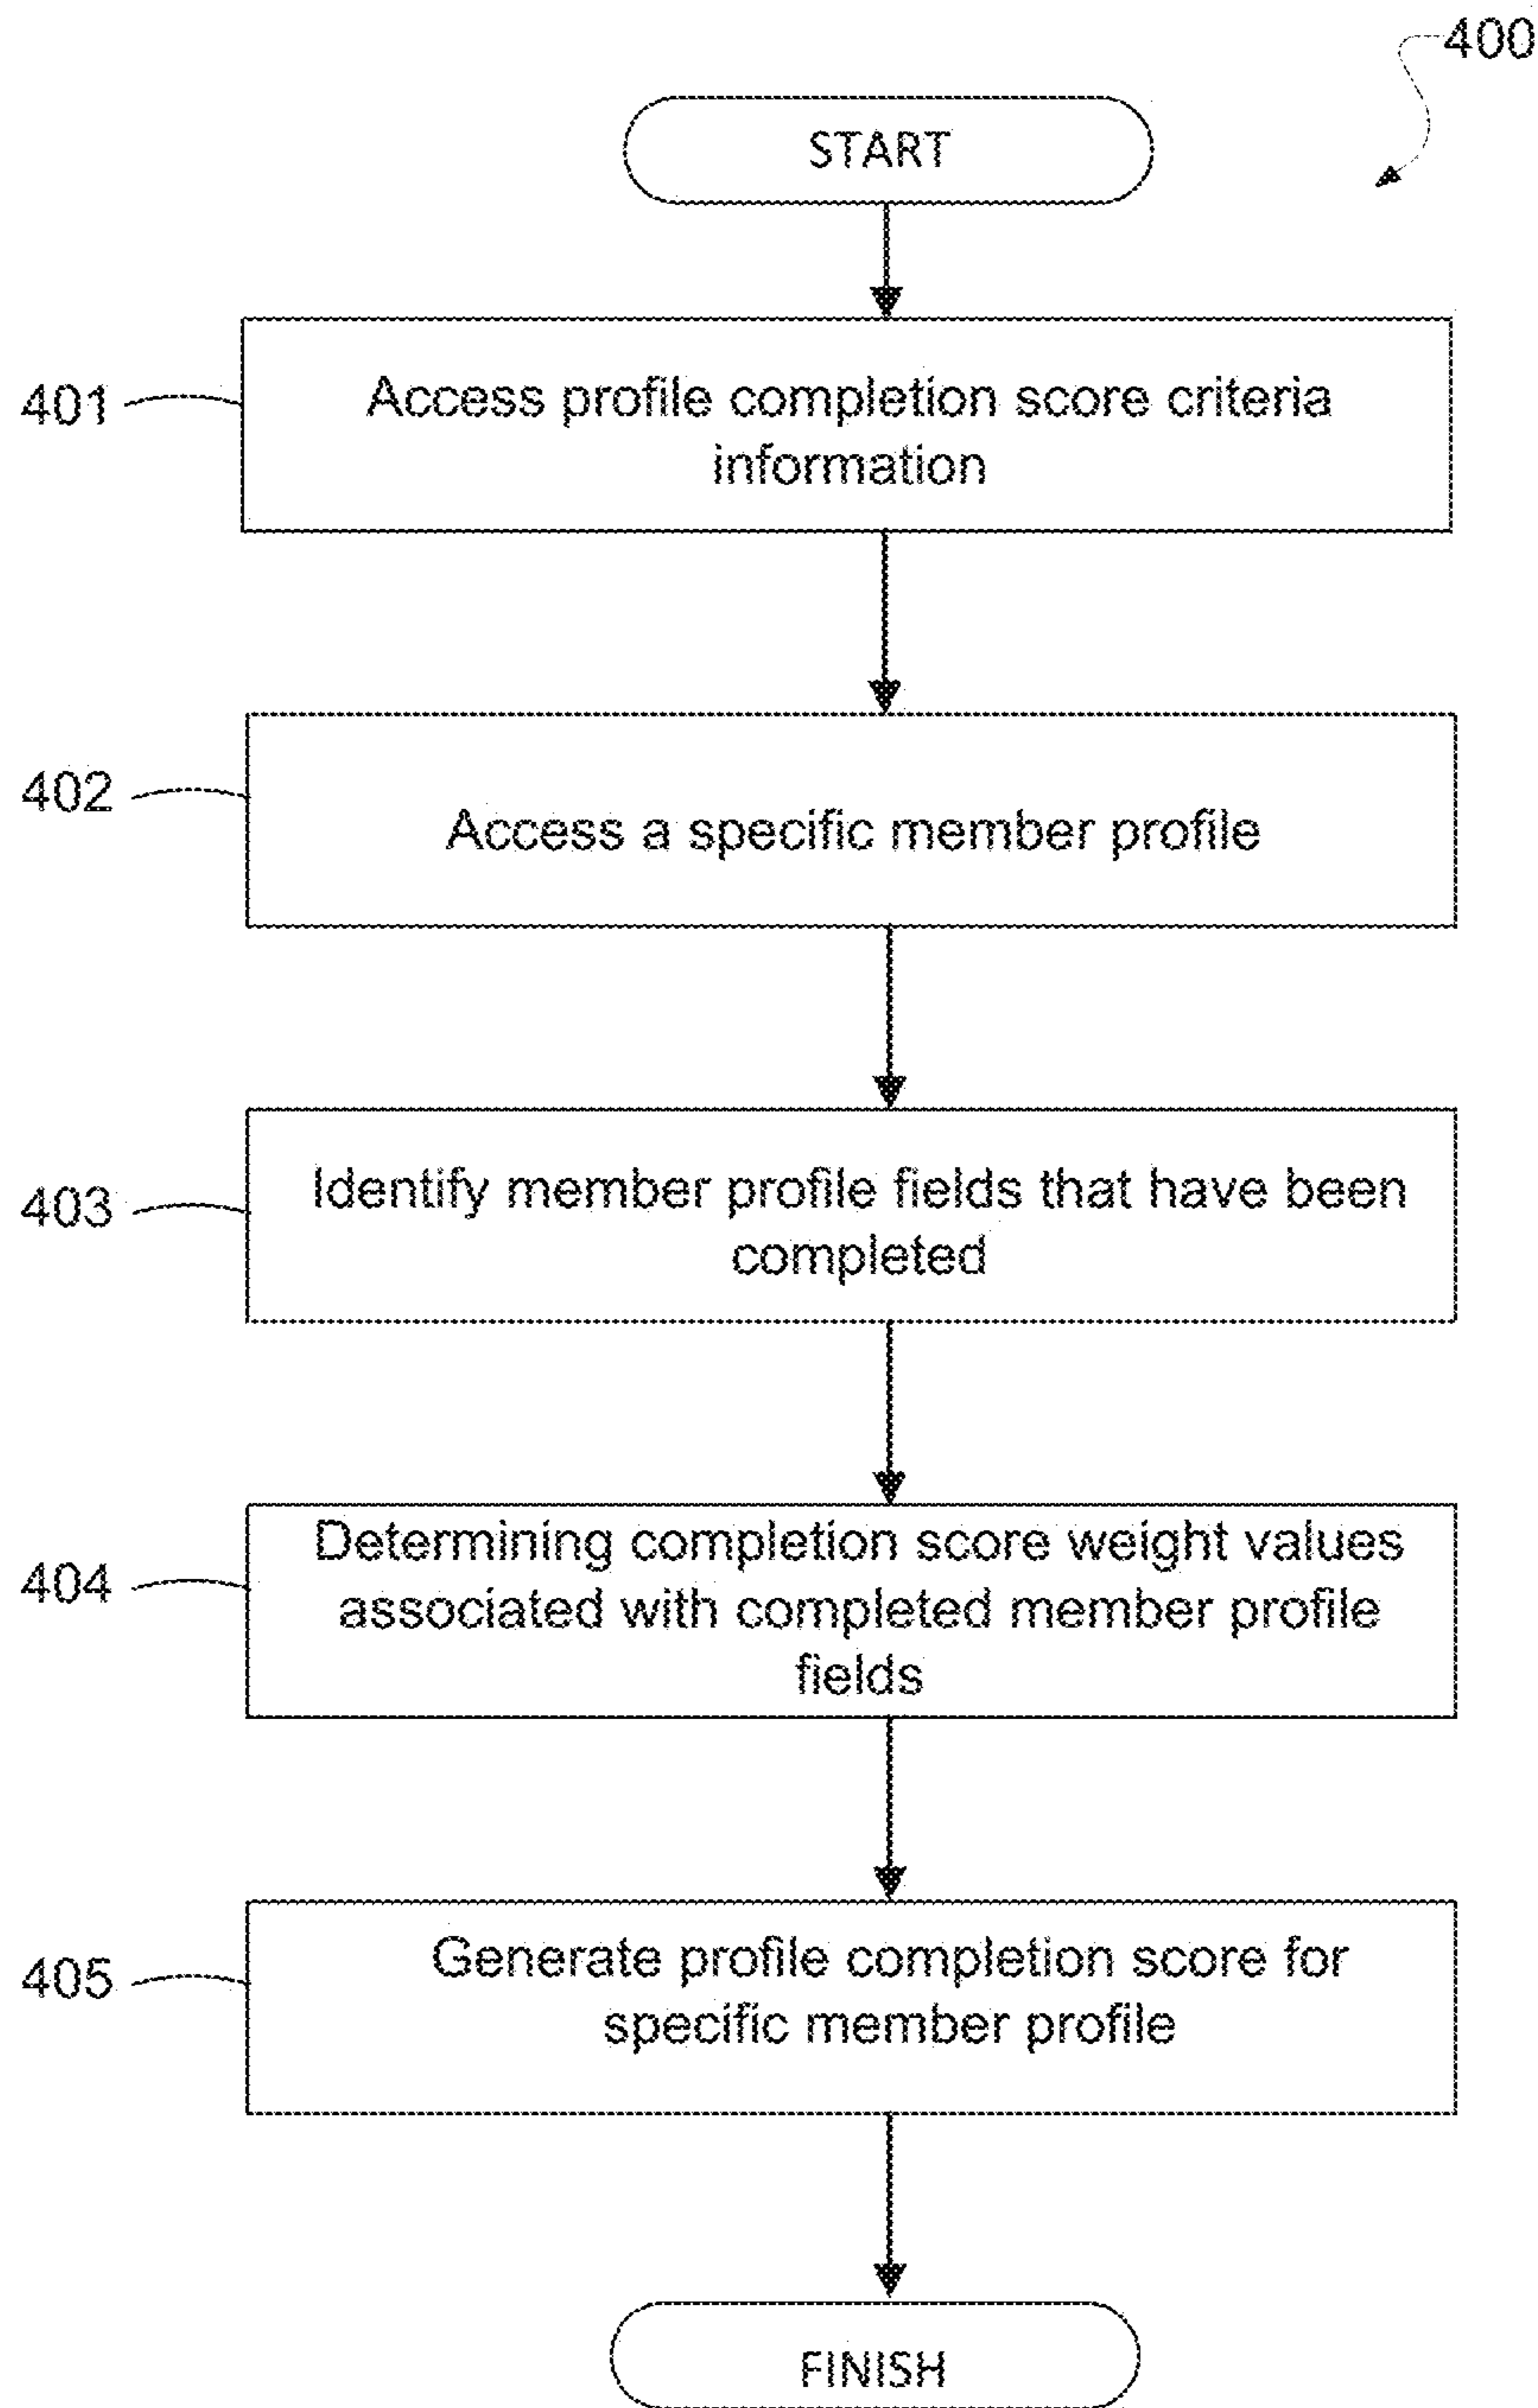 400
START
401
Access profile completion score criteria
information
402
Access a specific member profile
403
Identify member profile fields that have been
completed
404
Determining completion score weight values
associated with completed member profile
fields
405
Generate profile completion score for
specific member profile
FINISH